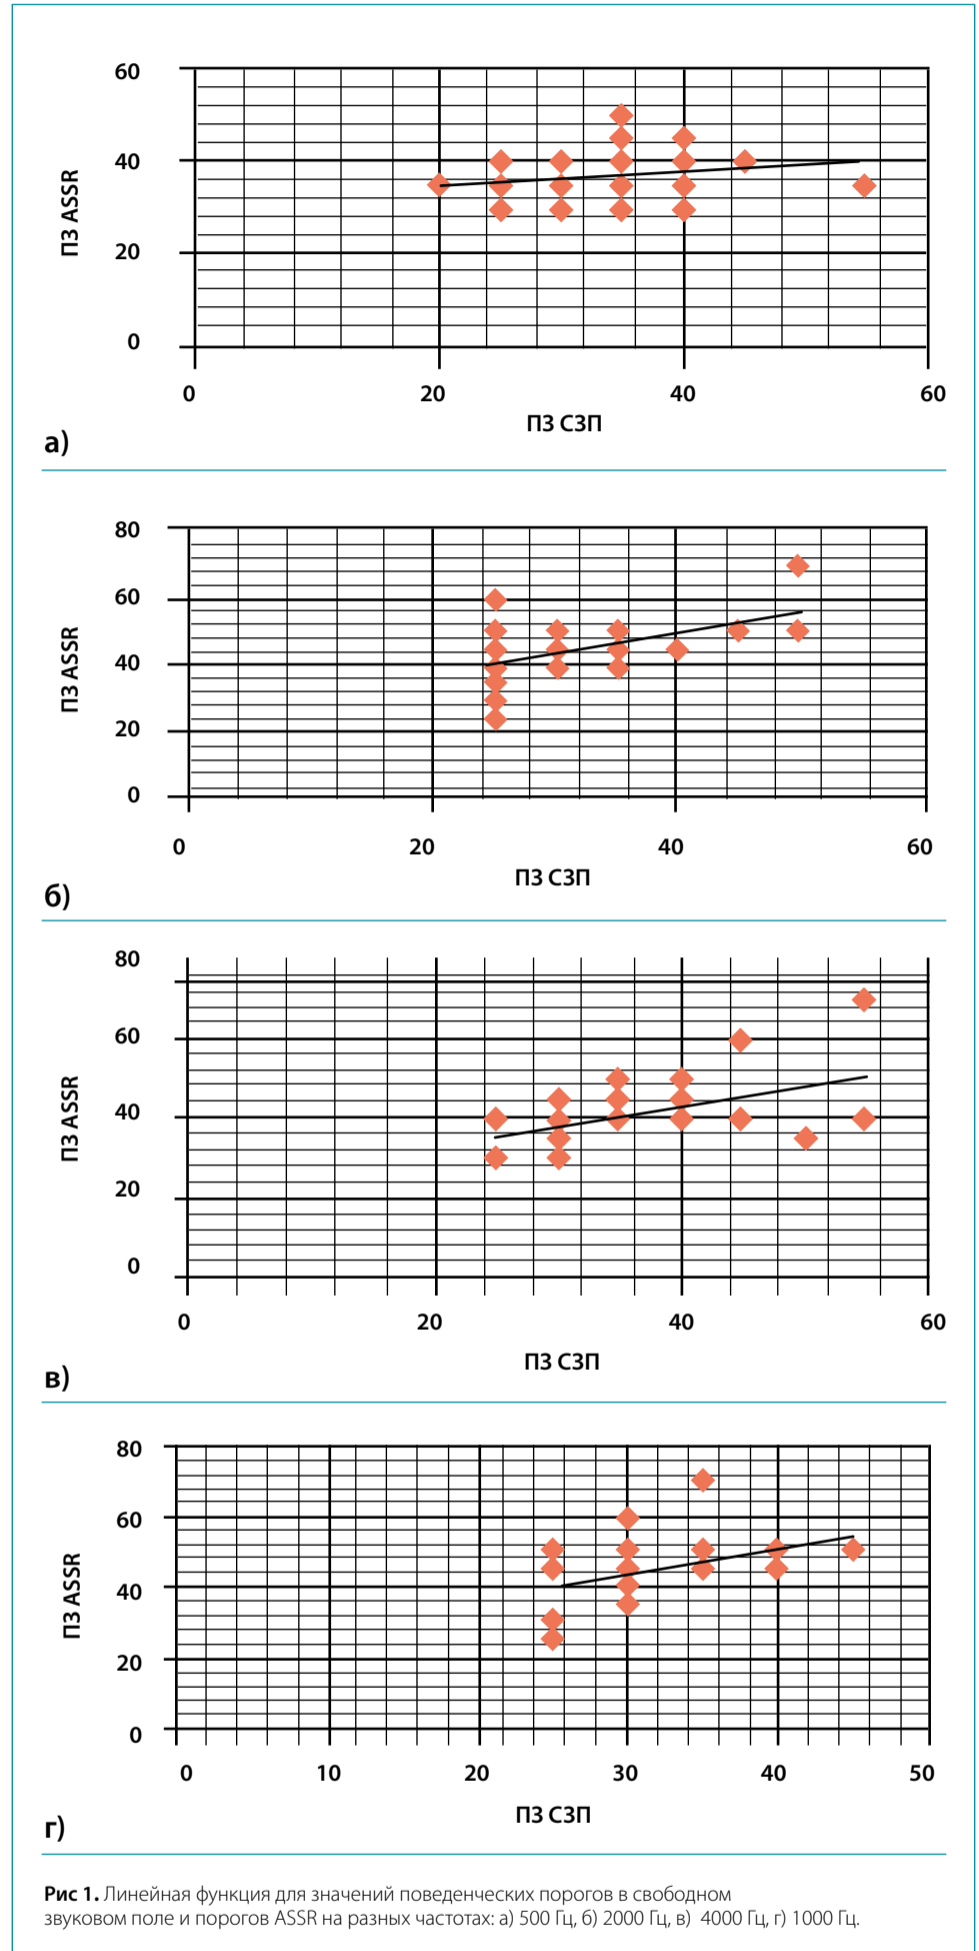 60
40
20
0
ПЗ ASSR
0 20 40 60
ПЗ СЗП
а)
80
60
40
20
0
ПЗ ASSR
0 20 40 60
ПЗ СЗП
б)
80
60
40
20
0
ПЗ ASSR
0 20 40 60
ПЗ СЗП
в)
80
60
40
20
0
ПЗ ASSR
0 10 20 30 40 50
ПЗ СЗП
г)
Рис 1. Линейная функция для значений поведенческих порогов в свободном
звуковом поле и порогов ASSR на разных частотах: а) 500 Гц, б) 2000 Гц, в) 4000 Гц, г) 1000 Гц.